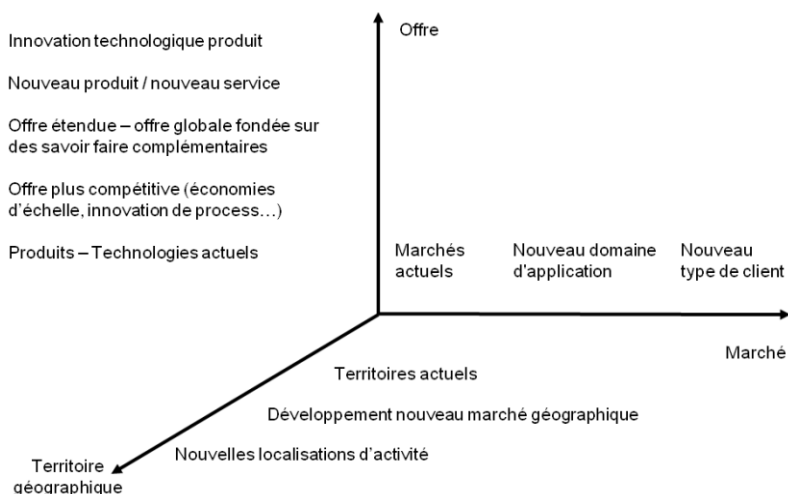 Offre
Innovation technologique produit
Nouveau produit / nouveau service
Offre étendue – offre globale fondée sur
des savoir faire complémentaires
Offre plus compétitive (économies
d'échelle, innovation de process…)
Produits – Technologies actuels
Marchés
actuels
Nouveau domaine
d'application
Nouveau
type de client
Marché
Territoires actuels
Développement nouveau marché géographique
Nouvelles localisations d'activité
Territoire
géographique